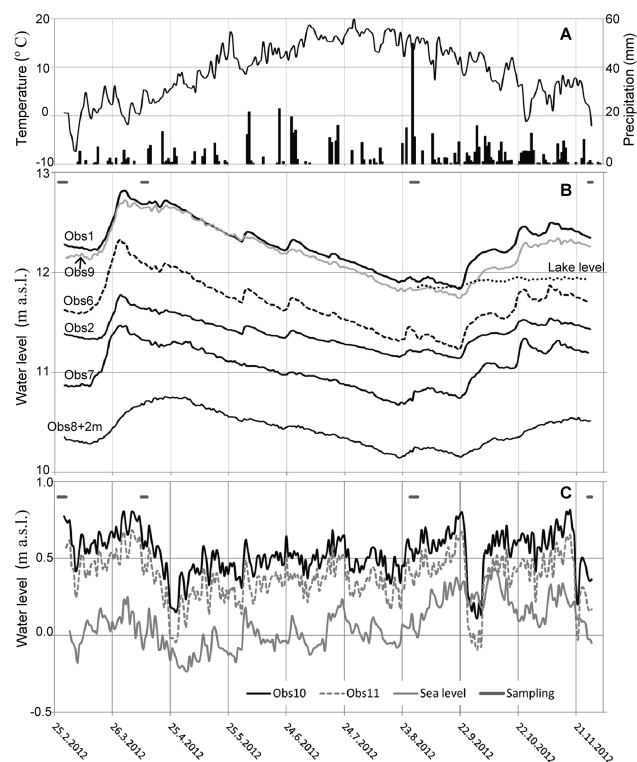 A
Temperature (º C)
20
10
0
-10
Precipitation (mm)
60
40
20
0
B
Water level (m a.s.l.)
13
12
11
10
Obs1
Obs9
Obs6
Obs2
Obs7
Obs8+2m
Lake level
C
Water level (m a.s.l.)
1.0
0.5
0.0
-0.5
Obs10 Obs11 Sea level Sampling
25.2.2012 26.3.2012 25.4.2012 25.5.2012 24.6.2012 24.7.2012 23.8.2012 22.9.2012 22.10.2012 21.11.2012